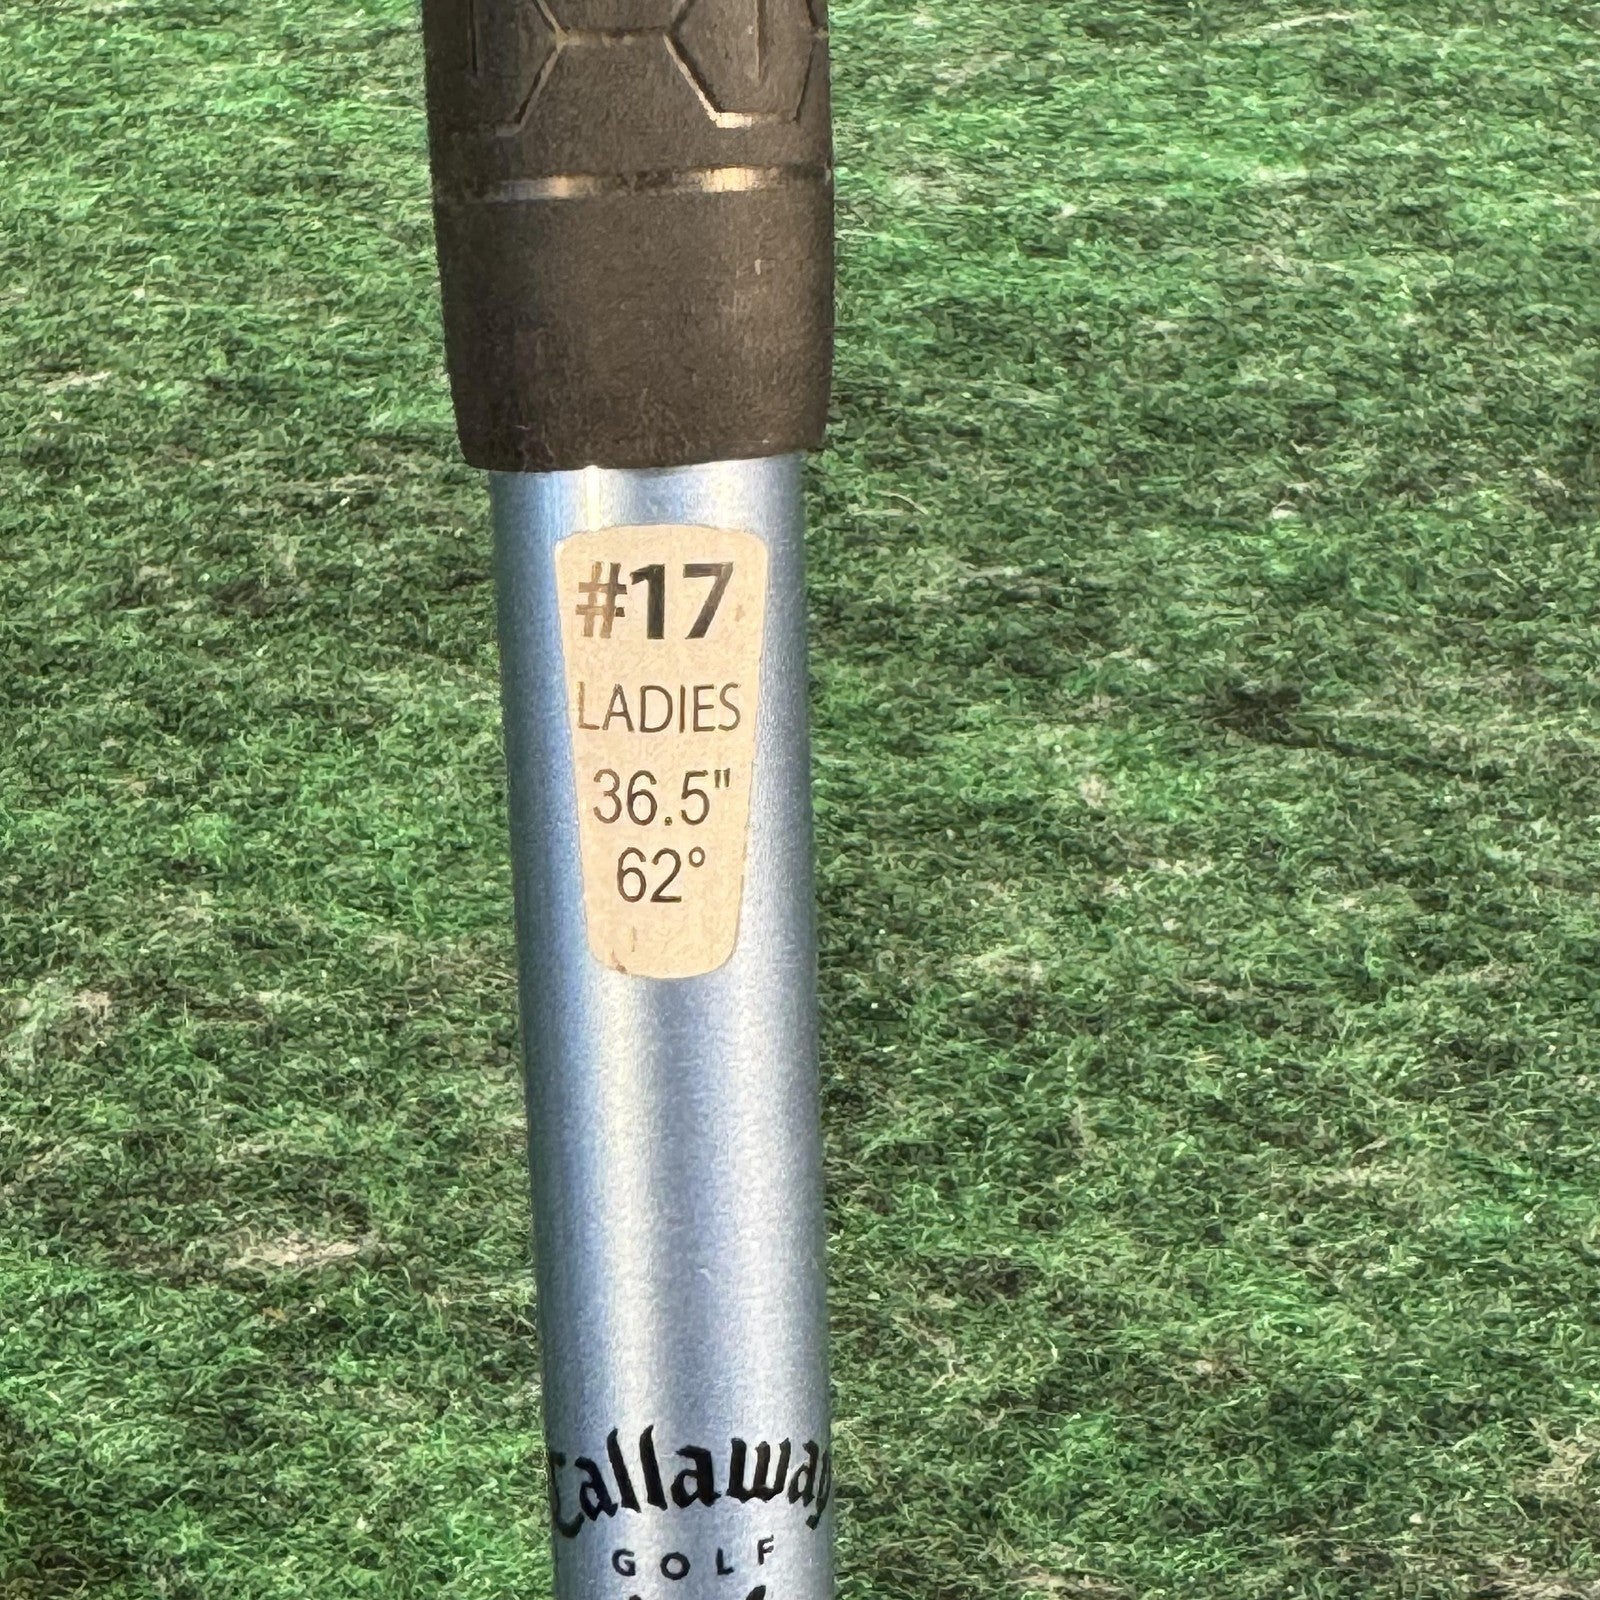 #17
LADIES
36.5"
62°
Callaway
GOLF